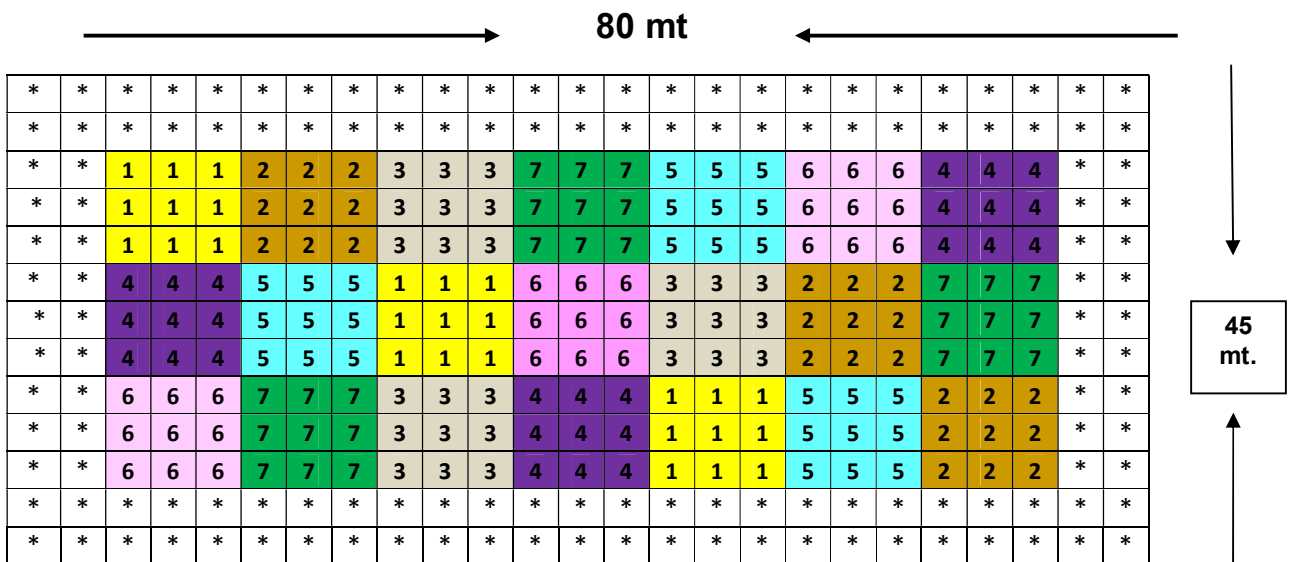 80 mt
* * * * * * * * * * * * * * * * * * * * * * * * *
* * * * * * * * * * * * * * * * * * * * * * * * *
* * 1 1 1 2 2 2 3 3 3 7 7 7 5 5 5 6 6 6 4 4 4 * *
* * 1 1 1 2 2 2 3 3 3 7 7 7 5 5 5 6 6 6 4 4 4 * *
* * 1 1 1 2 2 2 3 3 3 7 7 7 5 5 5 6 6 6 4 4 4 * *
* * 4 4 4 5 5 5 1 1 1 6 6 6 3 3 3 2 2 2 7 7 7 * *
* * 4 4 4 5 5 5 1 1 1 6 6 6 3 3 3 2 2 2 7 7 7 * *
* * 4 4 4 5 5 5 1 1 1 6 6 6 3 3 3 2 2 2 7 7 7 * *
* * 6 6 6 7 7 7 3 3 3 4 4 4 1 1 1 5 5 5 2 2 2 * *
* * 6 6 6 7 7 7 3 3 3 4 4 4 1 1 1 5 5 5 2 2 2 * *
* * 6 6 6 7 7 7 3 3 3 4 4 4 1 1 1 5 5 5 2 2 2 * *
* * * * * * * * * * * * * * * * * * * * * * * * *
* * * * * * * * * * * * * * * * * * * * * * * * *
45
mt.